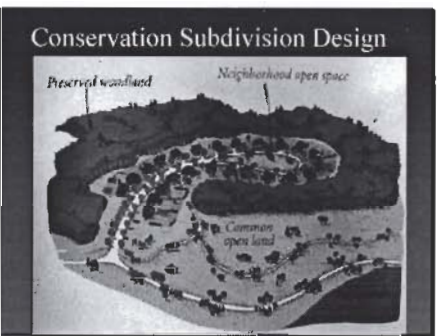 Conservation Subdivision Design
Preserved woodland
Neighborhood open space
Common
open land